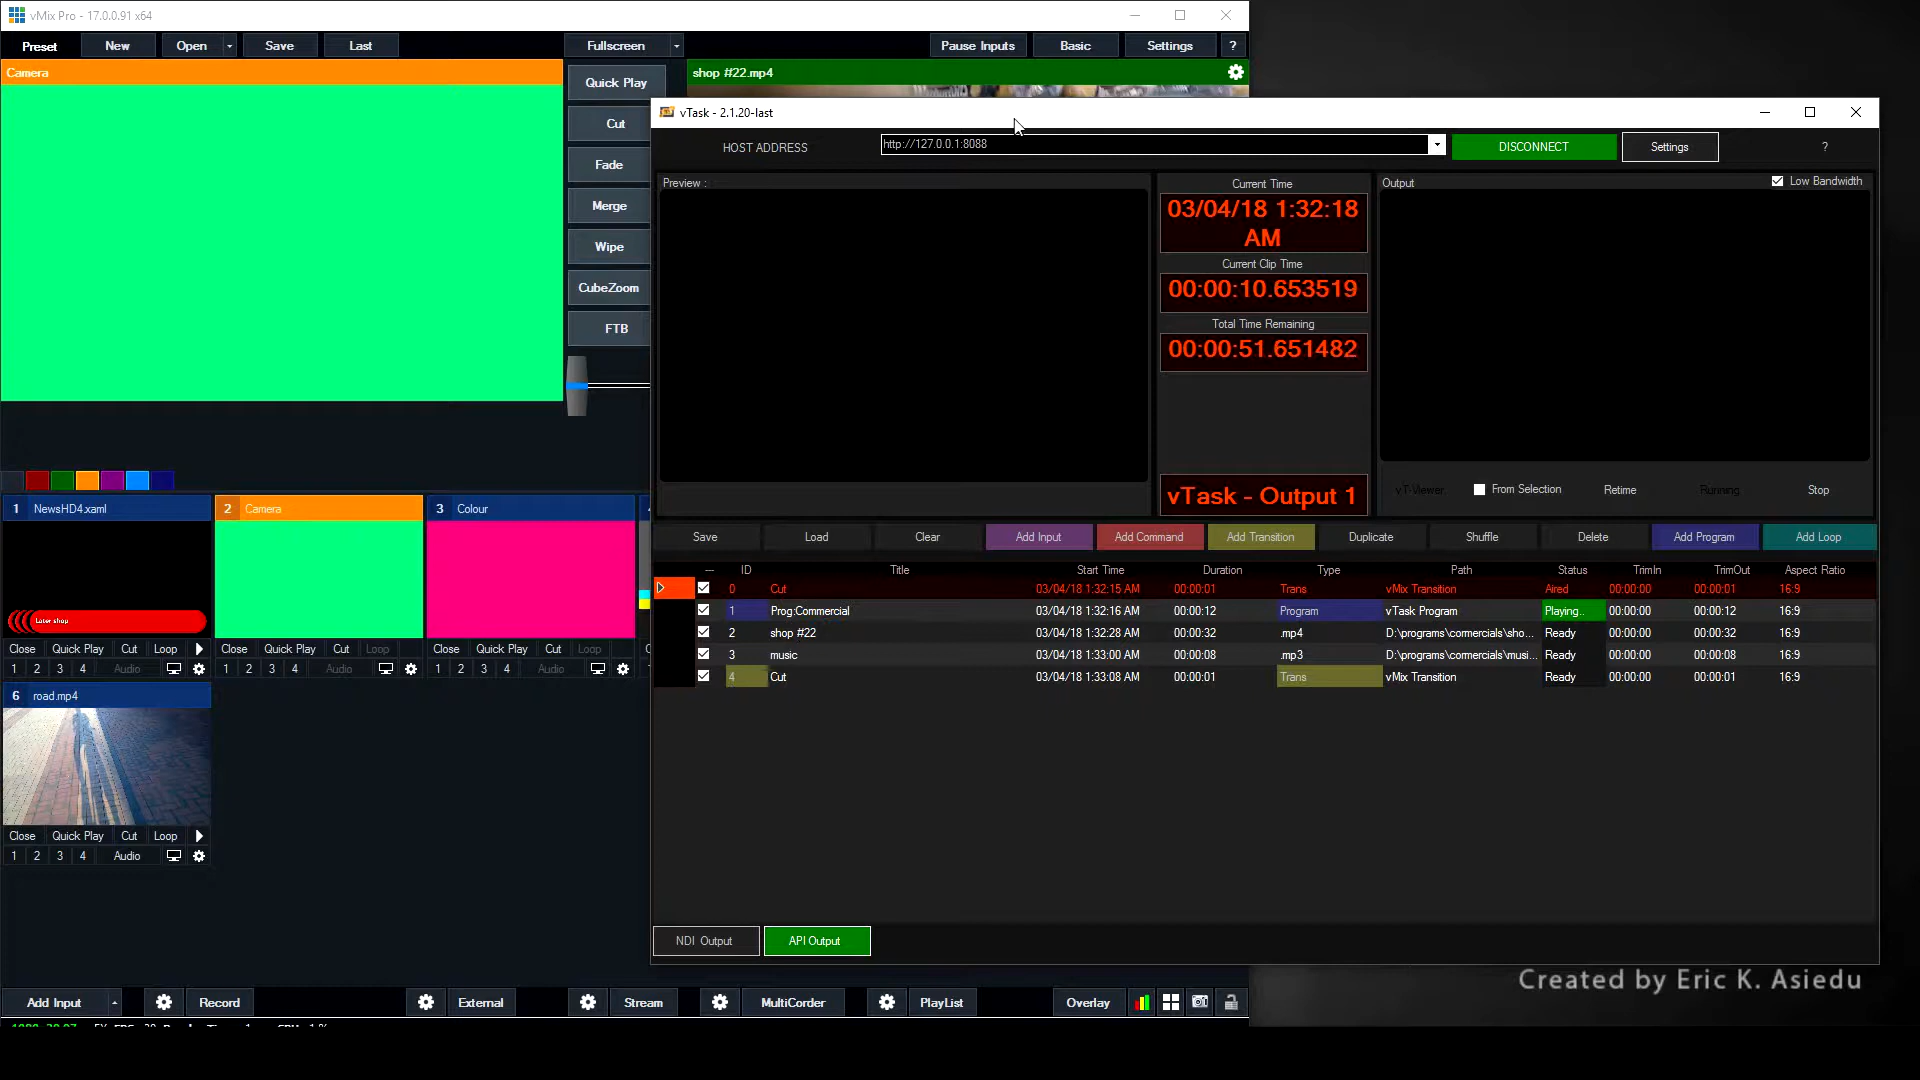 vMix Pro - 17.0.0.91 x64
Preset New Open Save Last Fullscreen Pause Inputs Basic Settings ?
Camera
Quick Play
Cut
Fade
Merge
Wipe
CubeZoom
FTB
shop #22.mp4
vTask - 2.1.20-last
HOST ADDRESS http://127.0.0.1:8088 DISCONNECT Settings ?
Preview :
Current Time
03/04/18 1:32:18
AM
Current Clip Time
00:00:10.653519
Total Time Remaining
00:00:51.651482
vTask - Output 1
Output Low Bandwidth
vT-Viewer From Selection Retime Running Stop
Save Load Clear Add Input Add Command Add Transition Duplicate Shuffle Delete Add Program Add Loop
--- ID Title Start Time Duration Type Path Status TrimIn TrimOut Aspect Ratio
0 Cut 03/04/18 1:32:15 AM 00:00:01 Trans vMix Transition Aired 00:00:00 00:00:01 16:9
1 Prog:Commercial 03/04/18 1:32:16 AM 00:00:12 Program vTask Program Playing.. 00:00:00 00:00:12 16:9
2 shop #22 03/04/18 1:32:28 AM 00:00:32 .mp4 D:\programs\comercials\sho... Ready 00:00:00 00:00:32 16:9
3 music 03/04/18 1:33:00 AM 00:00:08 .mp3 D:\programs\comercials\musi... Ready 00:00:00 00:00:08 16:9
4 Cut 03/04/18 1:33:08 AM 00:00:01 Trans vMix Transition Ready 00:00:00 00:00:01 16:9
NDI Output API Output
1 NewsHD4.xaml
Later shop
Close Quick Play Cut Loop
1 2 3 4 Audio
2 Camera
Close Quick Play Cut Loop
1 2 3 4 Audio
3 Colour
Close Quick Play Cut Loop
1 2 3 4 Audio
6 road.mp4
Close Quick Play Cut Loop
1 2 3 4 Audio
Created by Eric K. Asiedu
Add Input Record External Stream MultiCorder PlayList Overlay